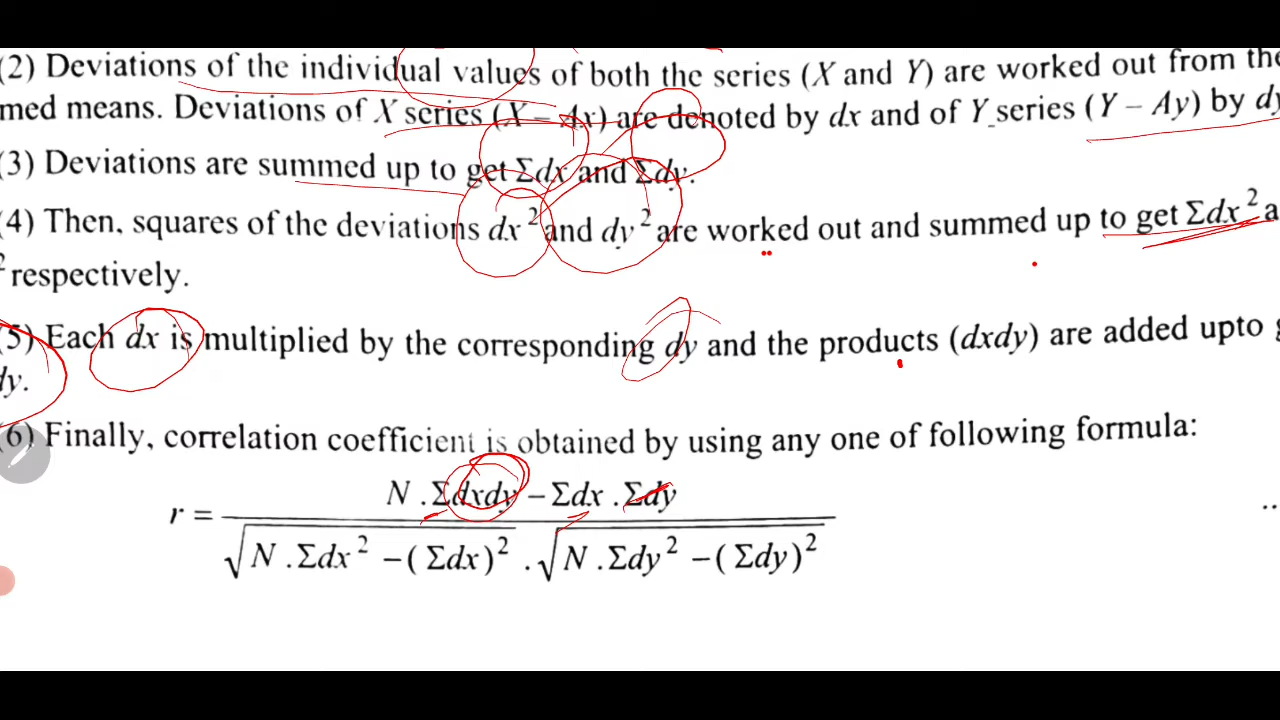 (2) Deviations of the individual values of both the series (X and Y) are worked out from the
med means. Deviations of X series (X – Ax) are denoted by dx and of Y series (Y – Ay) by dy
(3) Deviations are summed up to get Σdx and Σdy.
(4) Then, squares of the deviations dx² and dy² are worked out and summed up to get Σdx² a
² respectively.
(5) Each dx is multiplied by the corresponding dy and the products (dxdy) are added upto g
dy.
(6) Finally, correlation coefficient is obtained by using any one of following formula:
N . Σdxdy – Σdx . Σdy
r =
√N . Σdx² – (Σdx)² . √N . Σdy² – (Σdy)²
..